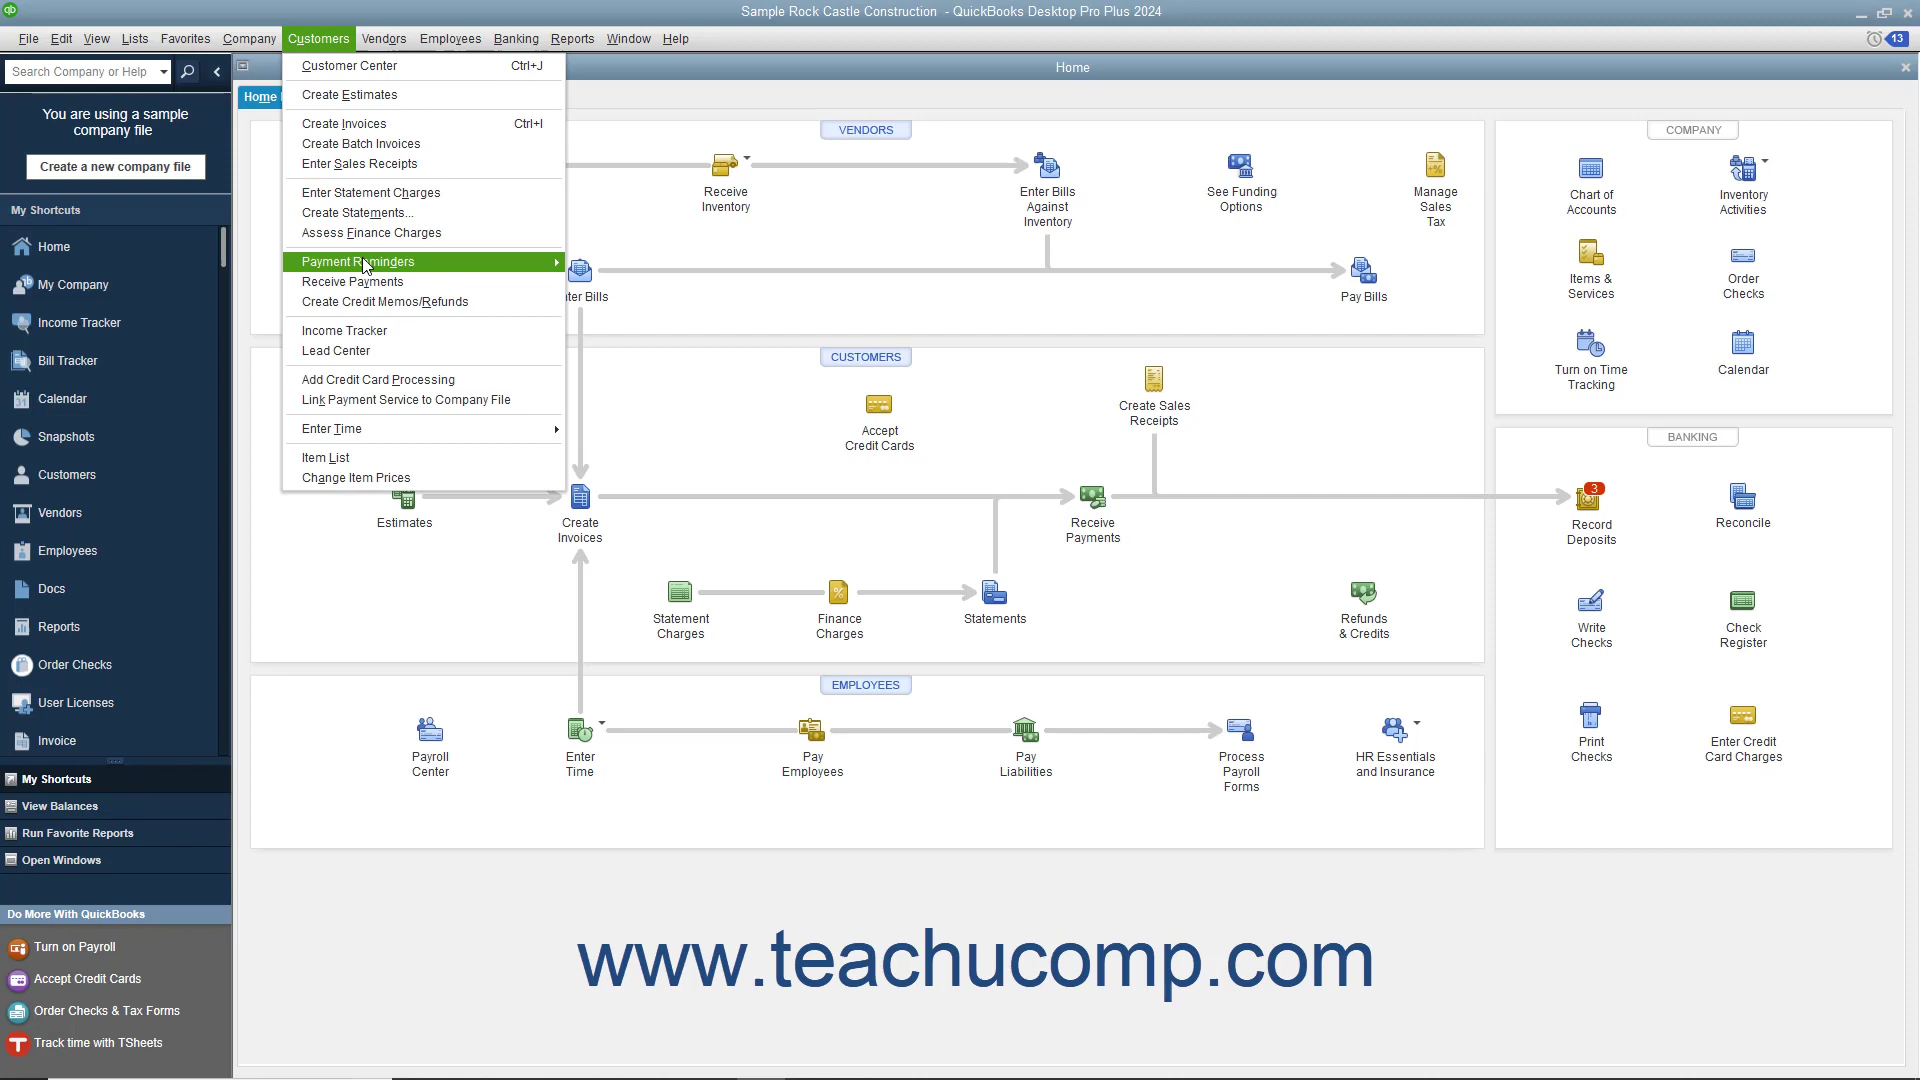 qb
Sample Rock Castle Construction - QuickBooks Desktop Pro Plus 2024
File Edit View Lists Favorites Company Customers Vendors Employees Banking Reports Window Help
13
Search Company or Help
You are using a sample
company file
Create a new company file
My Shortcuts
Home
My Company
Income Tracker
Bill Tracker
31
Calendar
Snapshots
Customers
Vendors
Employees
Docs
Reports
Order Checks
User Licenses
Invoice
My Shortcuts
View Balances
Run Favorite Reports
Open Windows
Do More With QuickBooks
Turn on Payroll
Accept Credit Cards
Order Checks & Tax Forms
Track time with TSheets
Customer Center Ctrl+J
Create Estimates
Create Invoices Ctrl+I
Create Batch Invoices
Enter Sales Receipts
Enter Statement Charges
Create Statements...
Assess Finance Charges
Payment Reminders
Receive Payments
Create Credit Memos/Refunds
Income Tracker
Lead Center
Add Credit Card Processing
Link Payment Service to Company File
Enter Time
Item List
Change Item Prices
Home
Home
VENDORS
Receive
Inventory
Enter Bills
Against
Inventory
See Funding
Options
Manage
Sales
Tax
ter Bills
Pay Bills
CUSTOMERS
Accept
Credit Cards
Create Sales
Receipts
Estimates
Create
Invoices
Receive
Payments
Statement
Charges
Finance
Charges
Statements
Refunds
& Credits
EMPLOYEES
Payroll
Center
Enter
Time
Pay
Employees
Pay
Liabilities
Process
Payroll
Forms
HR Essentials
and Insurance
COMPANY
Chart of
Accounts
Inventory
Activities
Items &
Services
Order
Checks
Turn on Time
Tracking
Calendar
BANKING
3
Record
Deposits
Reconcile
Write
Checks
Check
Register
Print
Checks
Enter Credit
Card Charges
www.teachucomp.com